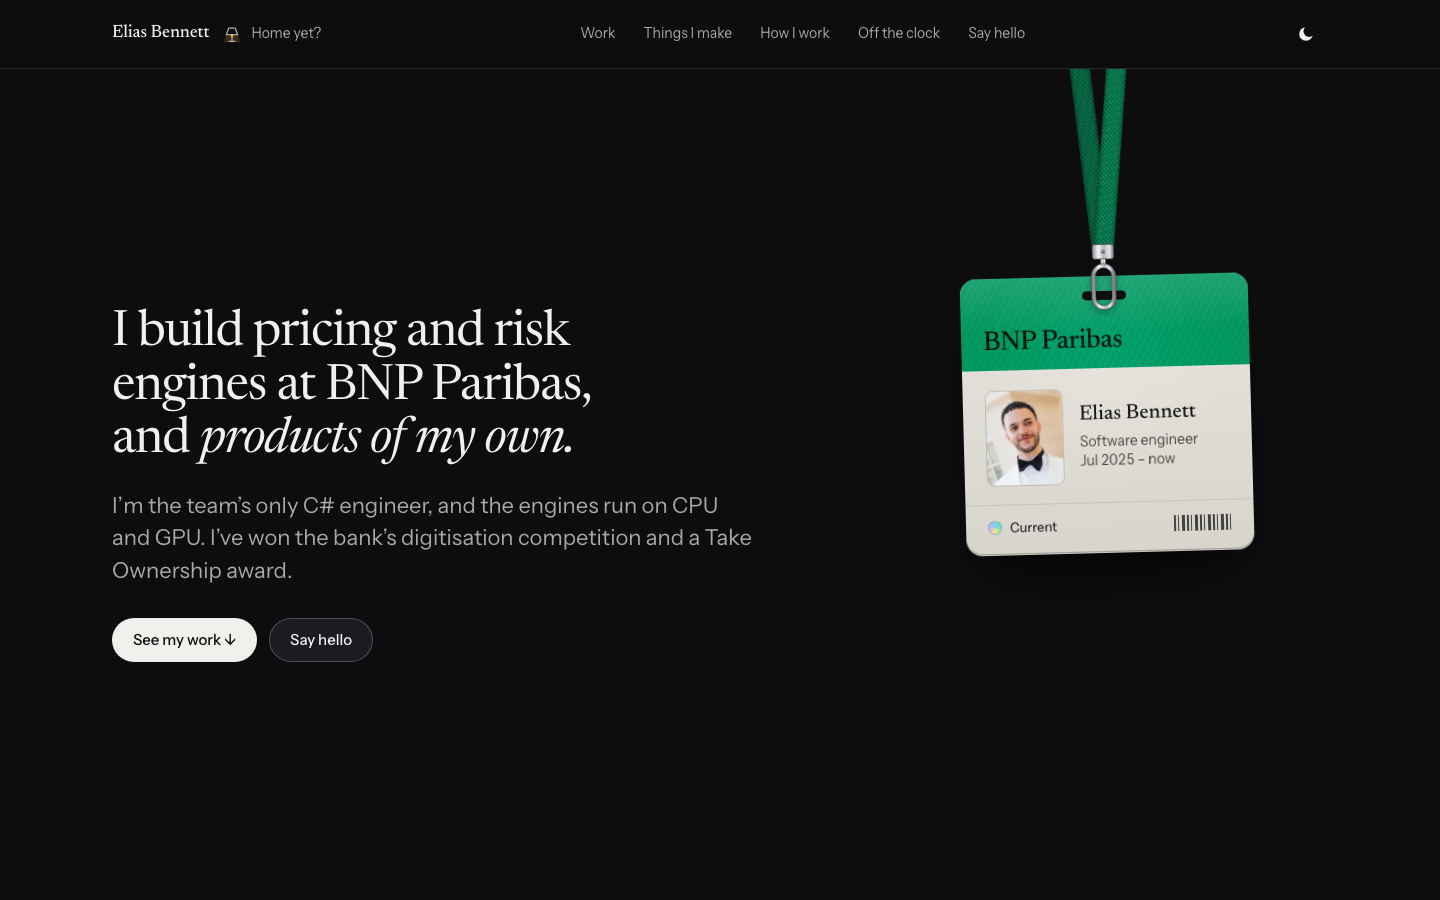 Elias Bennett
Home yet?
Work
Things I make
How I work
Off the clock
Say hello
I build pricing and risk
engines at BNP Paribas,
and products of my own.
I’m the team’s only C# engineer, and the engines run on CPU
and GPU. I’ve won the bank’s digitisation competition and a Take
Ownership award.
See my work ↓
Say hello
BNP Paribas
Elias Bennett
Software engineer
Jul 2025 – now
Current